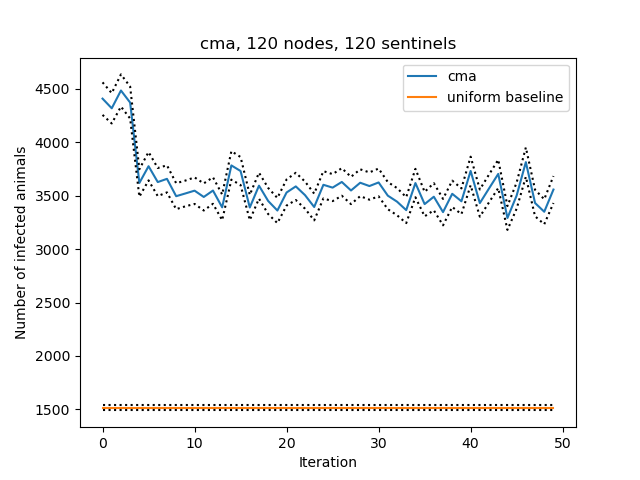 cma, 120 nodes, 120 sentinels
cma
uniform baseline
Number of infected animals
4500
4000
3500
3000
2500
2000
1500
0 10 20 30 40 50
Iteration